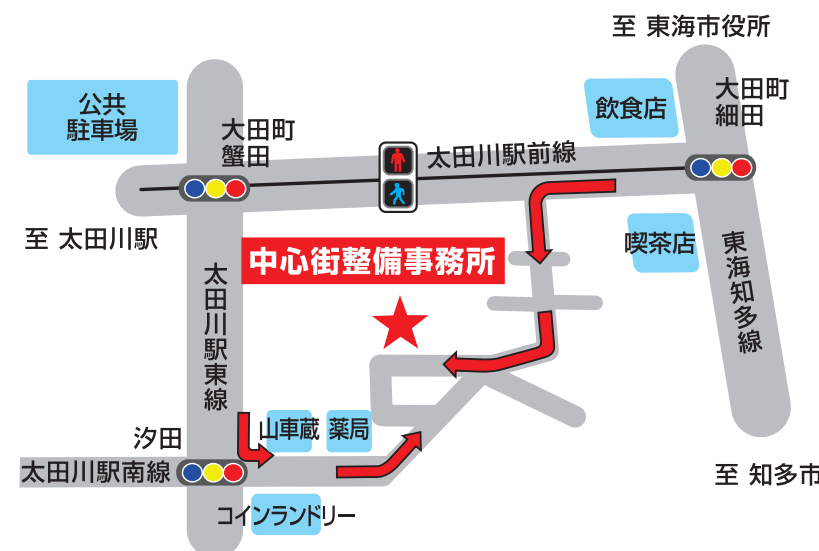 至 東海市役所
公共
駐車場
大田町
蟹田
飲食店
大田町
細田
太田川駅前線
至 太田川駅
喫茶店
中心街整備事務所
太田川駅東線
東海知多線
汐田
山車蔵
薬局
太田川駅南線
至 知多市
コインランドリー